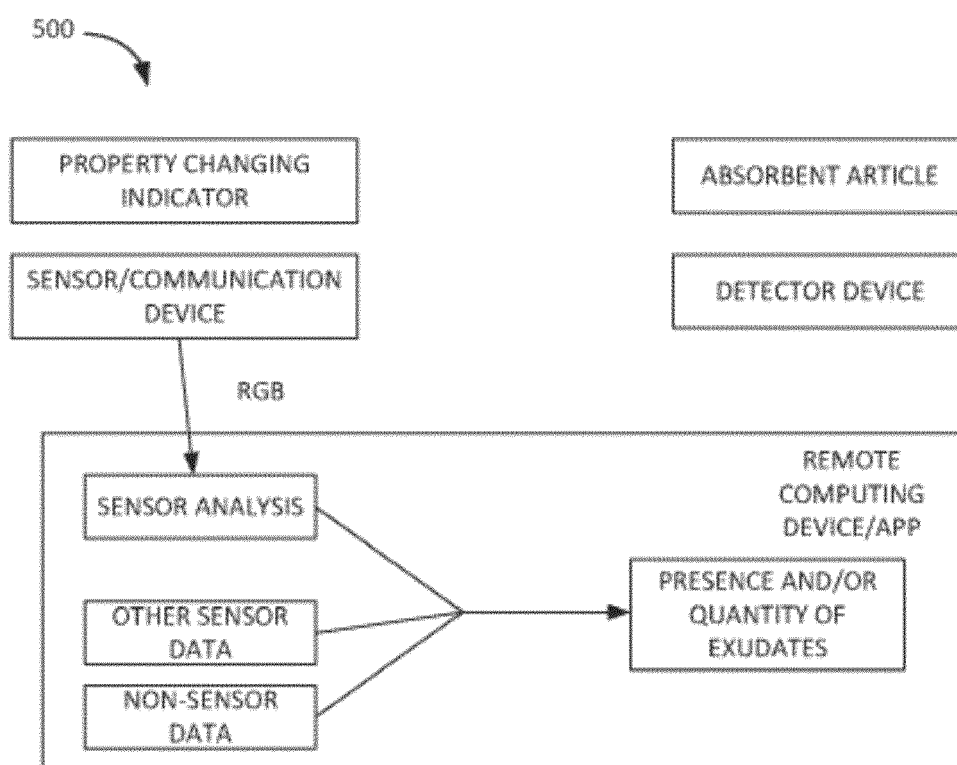 500
PROPERTY CHANGING
INDICATOR
ABSORBENT ARTICLE
SENSOR/COMMUNICATION
DEVICE
DETECTOR DEVICE
RGB
REMOTE
COMPUTING
DEVICE/APP
SENSOR ANALYSIS
OTHER SENSOR
DATA
NON-SENSOR
DATA
PRESENCE AND/OR
QUANTITY OF
EXUDATES